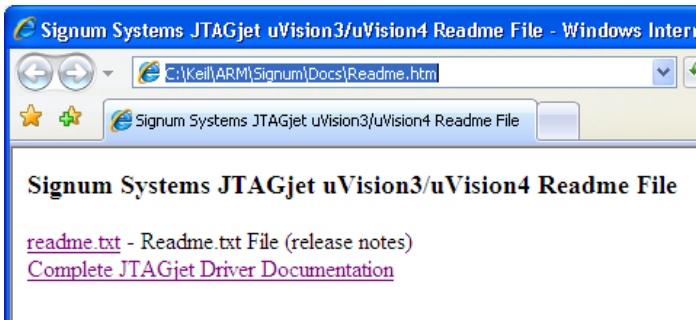 Signum Systems JTAGjet uVision3/uVision4 Readme File - Windows Inter
C:\Keil\ARM\Signum\Docs\Readme.htm
Signum Systems JTAGjet uVision3/uVision4 Readme File
Signum Systems JTAGjet uVision3/uVision4 Readme File
readme.txt - Readme.txt File (release notes)
Complete JTAGjet Driver Documentation